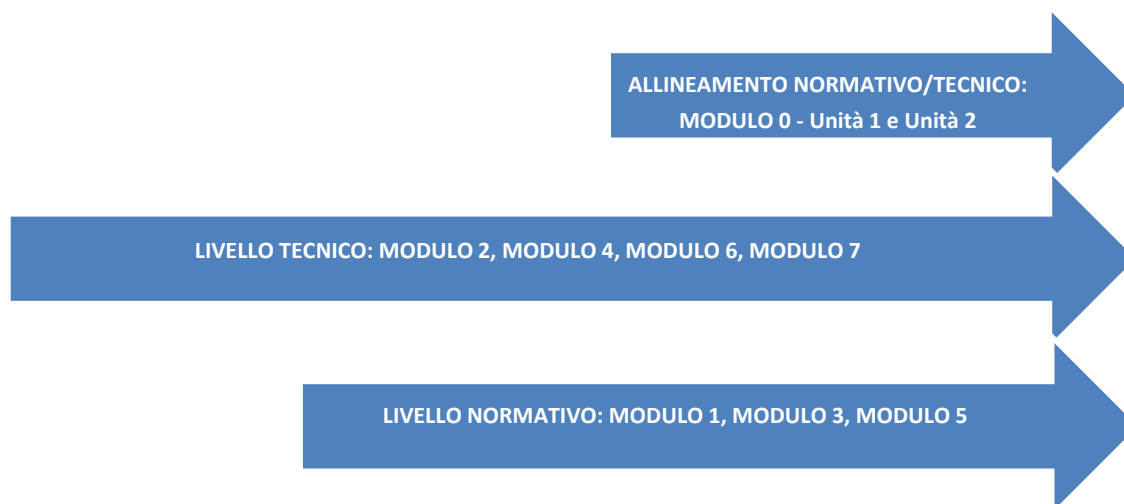 ALLINEAMENTO NORMATIVO/TECNICO:
MODULO 0 - Unità 1 e Unità 2
LIVELLO TECNICO: MODULO 2, MODULO 4, MODULO 6, MODULO 7
LIVELLO NORMATIVO: MODULO 1, MODULO 3, MODULO 5